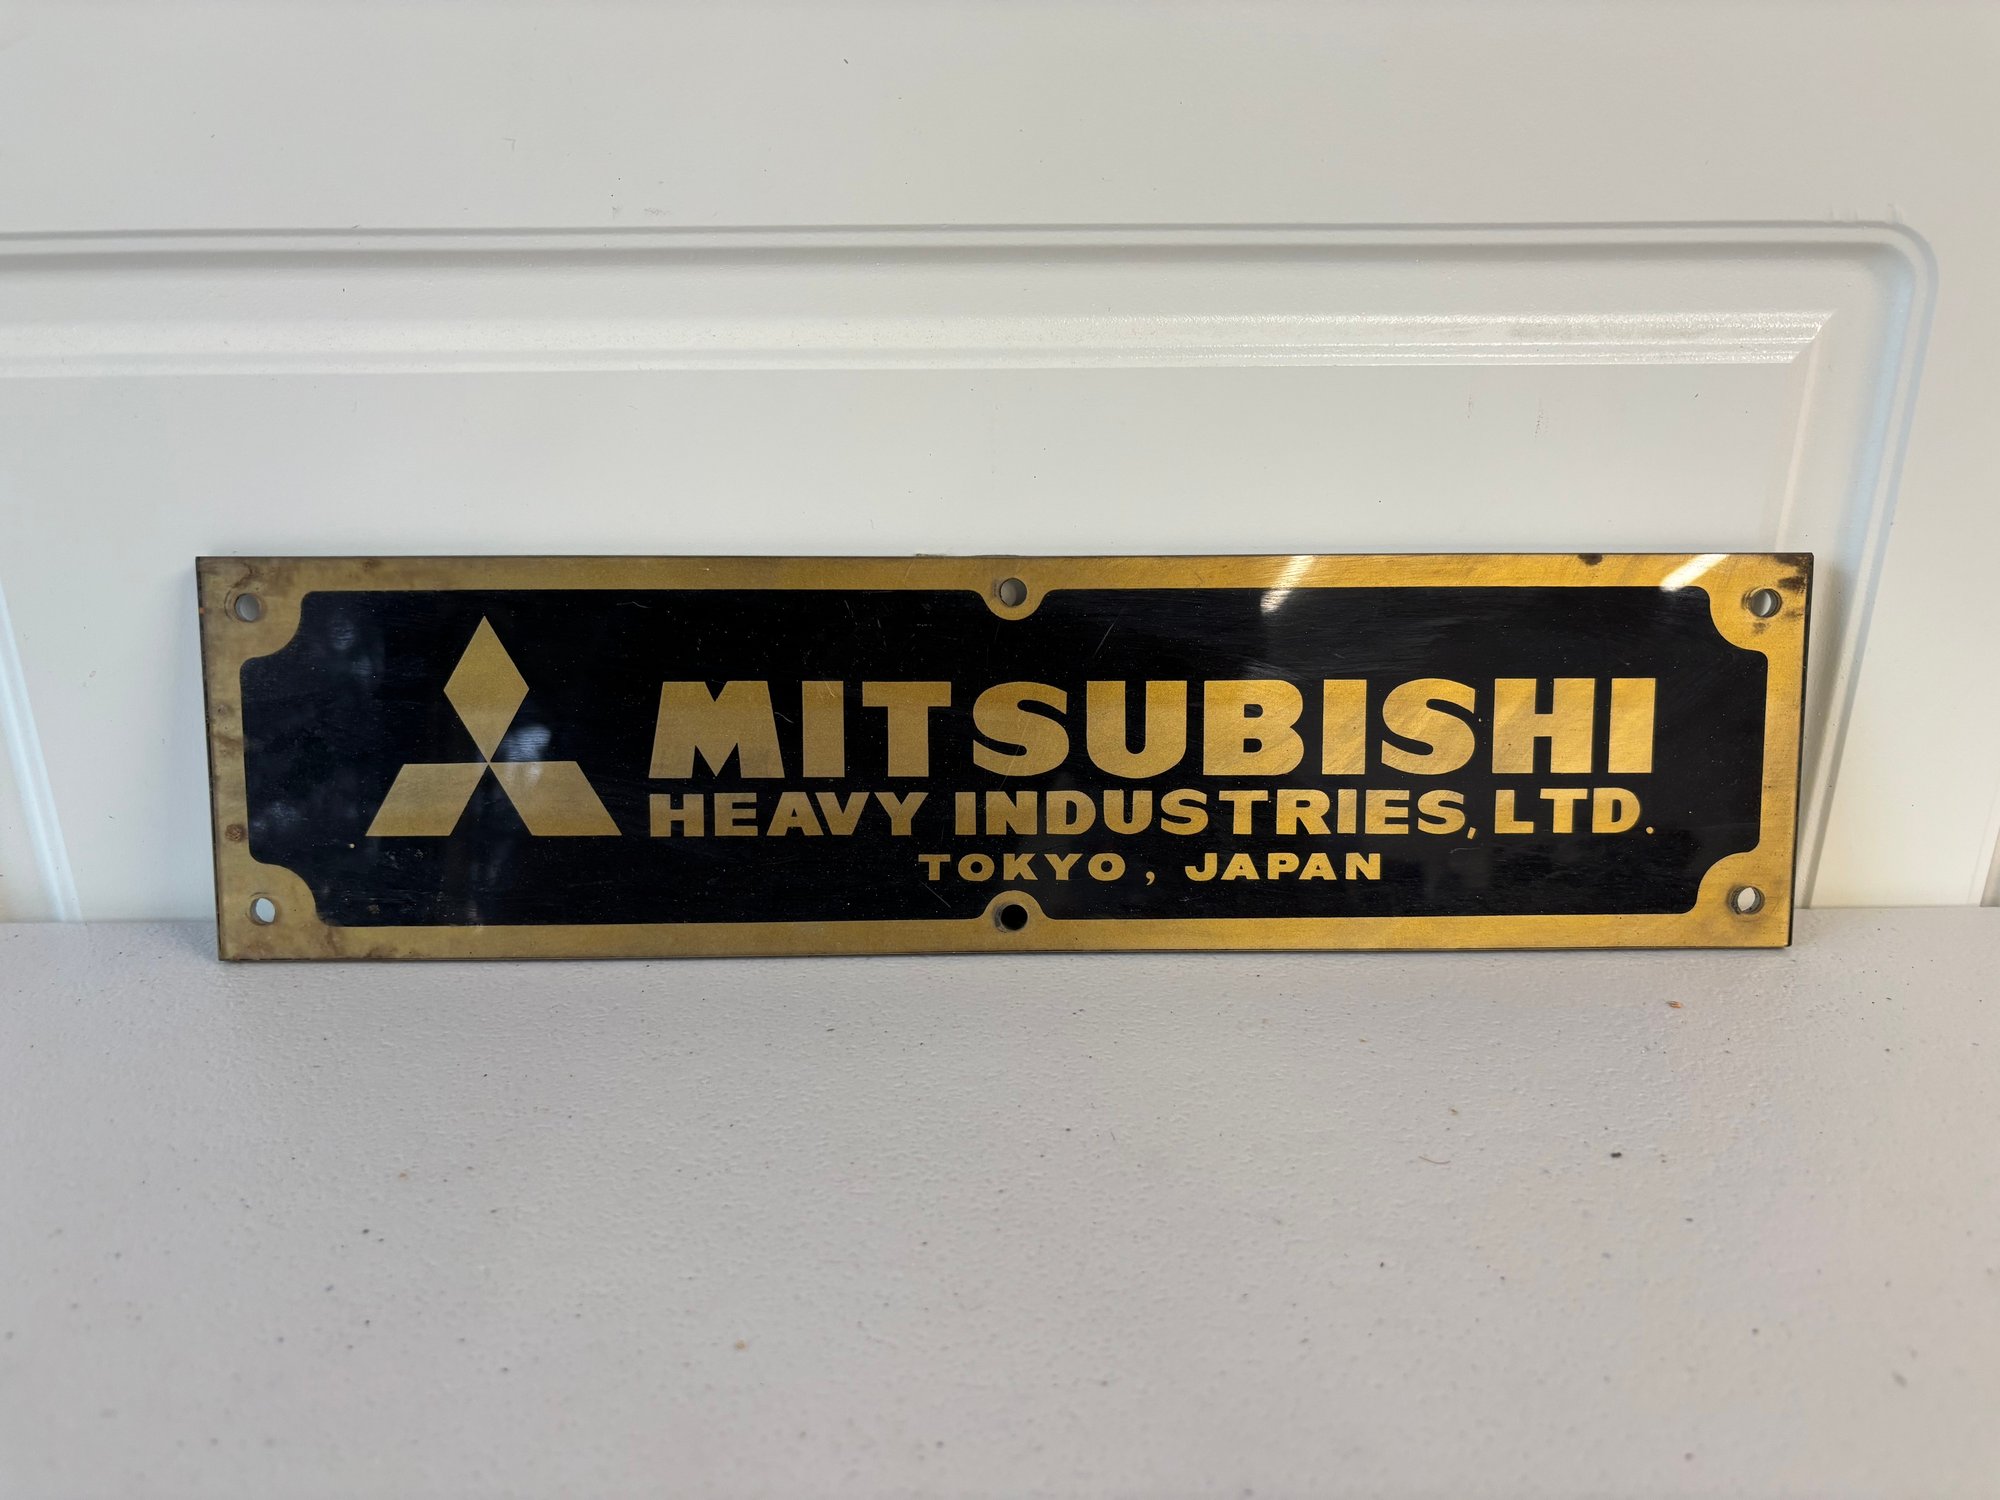 MITSUBISHI
HEAVY INDUSTRIES, LTD.
TOKYO, JAPAN